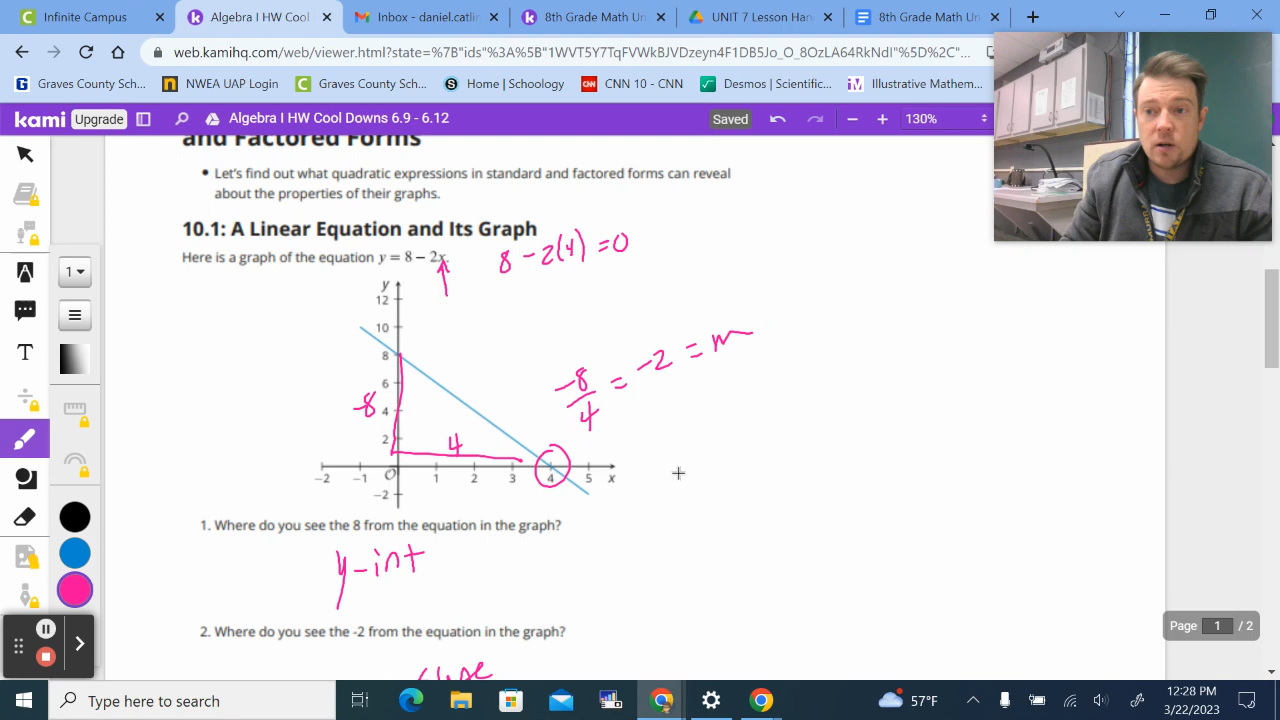 Infinite Campus
Algebra I HW Cool
Inbox - daniel.catlin
8th Grade Math Un
UNIT 7 Lesson Han
8th Grade Math Un
web.kamihq.com/web/viewer.html?state=%7B"ids"%3A%5B"1WVT5Y7TqFVWkBJVDzeyn4F1DB5Jo_O_8OzLA64RkNdI"%5D%2C"...
Graves County Sch...
NWEA UAP Login
Graves County Sch...
Home | Schoology
CNN 10 - CNN
Desmos | Scientific...
Illustrative Mathem...
kami
Upgrade
Algebra I HW Cool Downs 6.9 - 6.12
Saved
130%
and Factored Forms
• Let's find out what quadratic expressions in standard and factored forms can reveal
about the properties of their graphs.
10.1: A Linear Equation and Its Graph
Here is a graph of the equation y = 8 − 2x.
8 - 2(4) = 0
y
12
10
8
6
4
2
-2
-2 -1 O 1 2 3 4 5 x
-8
4
-8/4 = -2 = m
1. Where do you see the 8 from the equation in the graph?
y-int
2. Where do you see the -2 from the equation in the graph?
1
T
Page 1 / 2
Type here to search
57°F
12:28 PM
3/22/2023